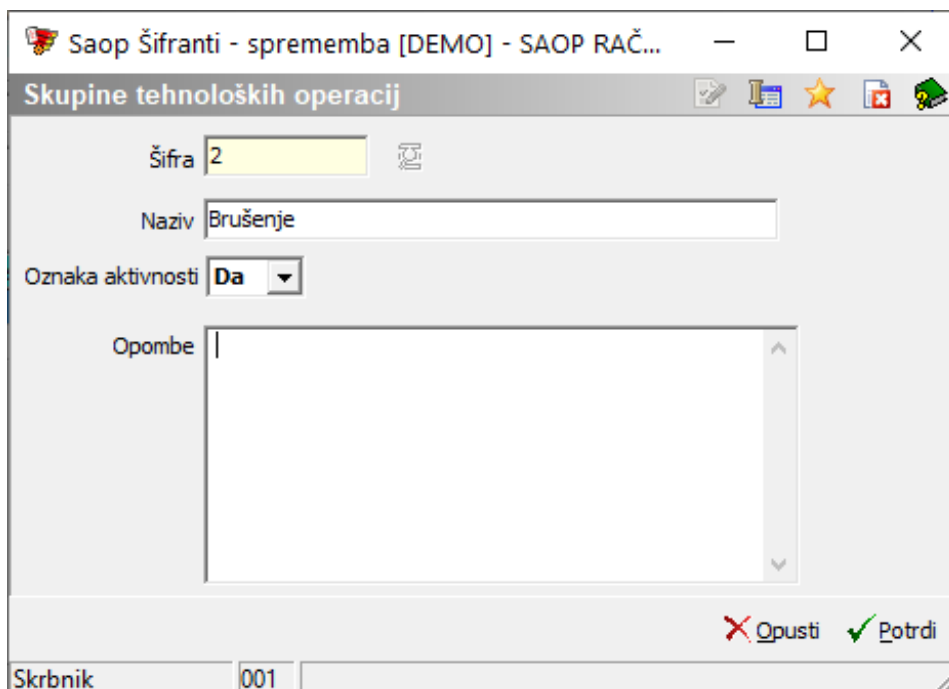 Saop Šifranti - sprememba [DEMO] - SAOP RAČ...
Skupine tehnoloških operacij
Šifra 2
Naziv Brušenje
Oznaka aktivnosti Da
Opombe
Opusti Potrdi
Skrbnik 001